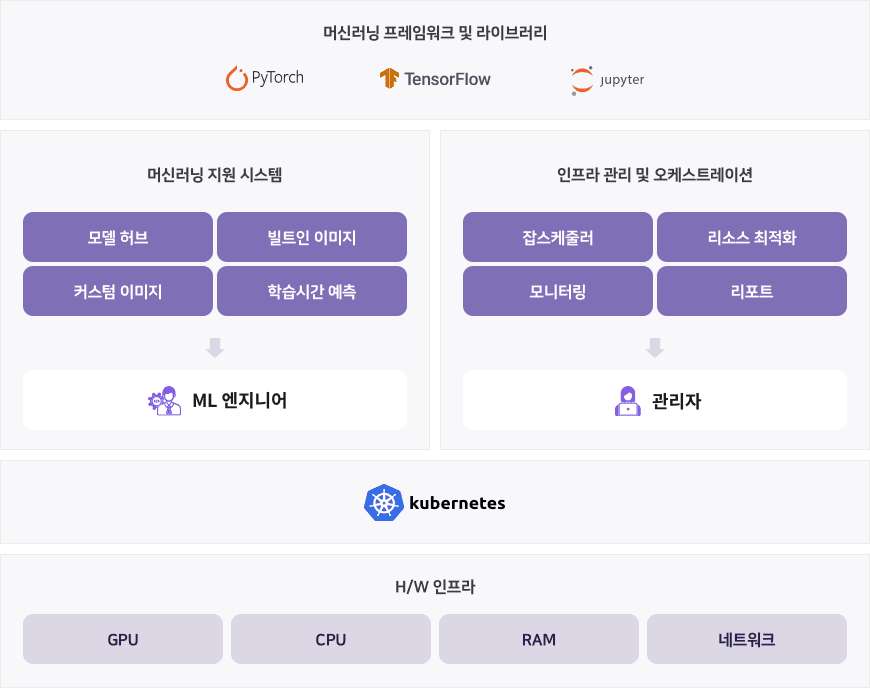 머신러닝 프레임워크 및 라이브러리
PyTorch
TensorFlow
jupyter
머신러닝 지원 시스템
모델 허브
빌트인 이미지
커스텀 이미지
학습시간 예측
ML 엔지니어
인프라 관리 및 오케스트레이션
잡스케줄러
리소스 최적화
모니터링
리포트
관리자
kubernetes
H/W 인프라
GPU
CPU
RAM
네트워크